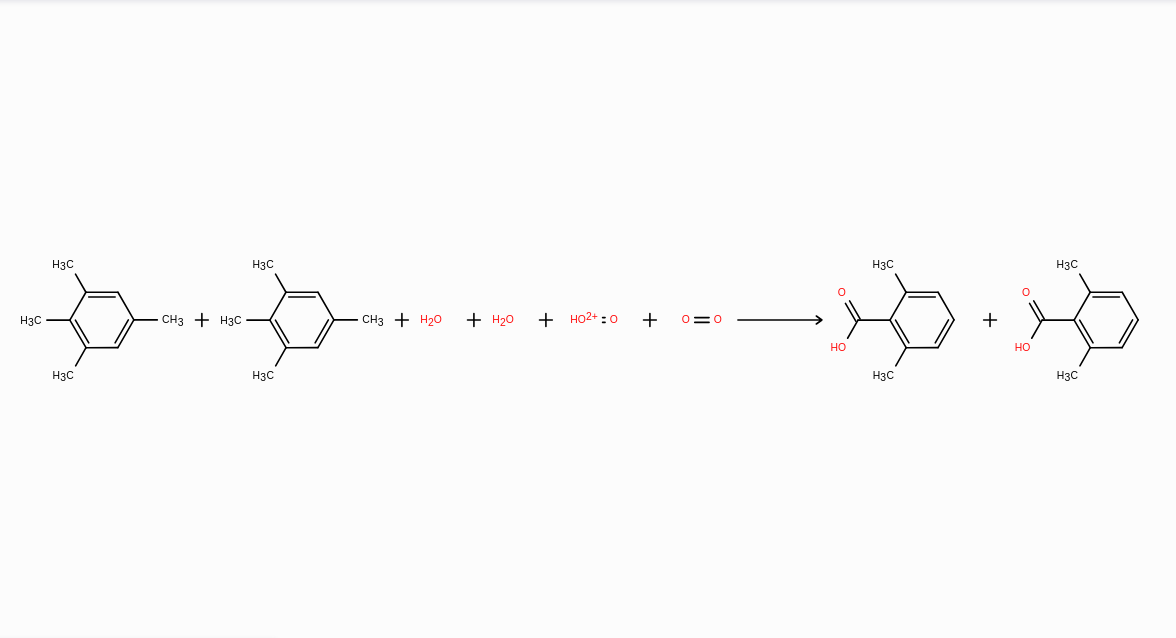 H3C H3C H3C H3C
O O
H3C CH3 + H3C CH3 + H2O + H2O + HO2+ O + O O +
HO HO
H3C H3C H3C H3C